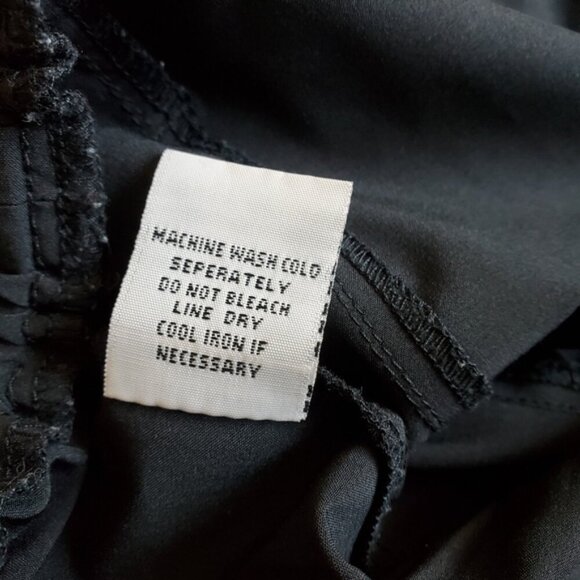 MACHINE WASH COLD
SEPERATELY
DO NOT BLEACH
LINE DRY
COOL IRON IF
NECESSARY